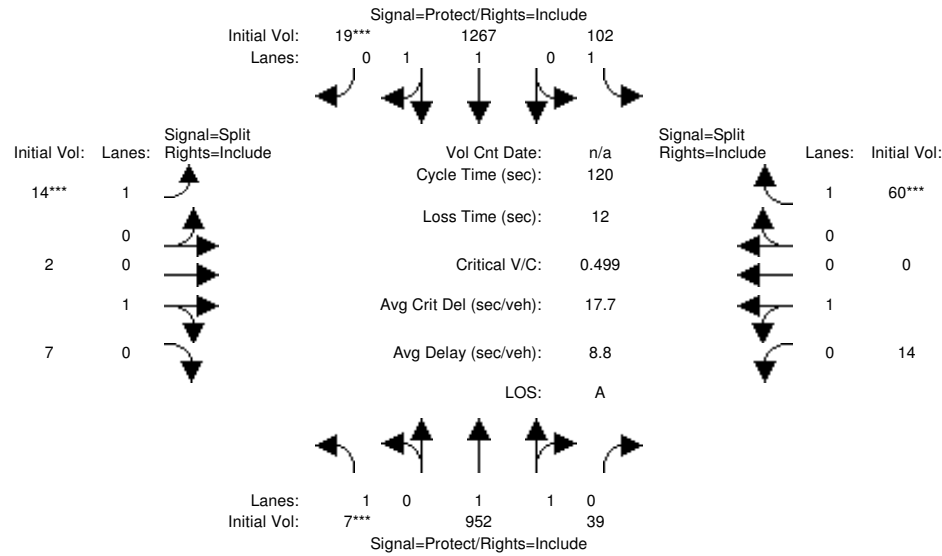 Signal=Protect/Rights=Include
Initial Vol: 19*** 1267 102
Lanes: 0 1 1 0 1
Signal=Split
Initial Vol: Lanes: Rights=Include
Vol Cnt Date: n/a
Signal=Split
Rights=Include Lanes: Initial Vol:
Cycle Time (sec): 120
14*** 1
1 60***
Loss Time (sec): 12
0
0
2 0
Critical V/C: 0.499
0 0
1
Avg Crit Del (sec/veh): 17.7
1
7 0
Avg Delay (sec/veh): 8.8
0 14
LOS: A
Lanes: 1 0 1 1 0
Initial Vol: 7*** 952 39
Signal=Protect/Rights=Include